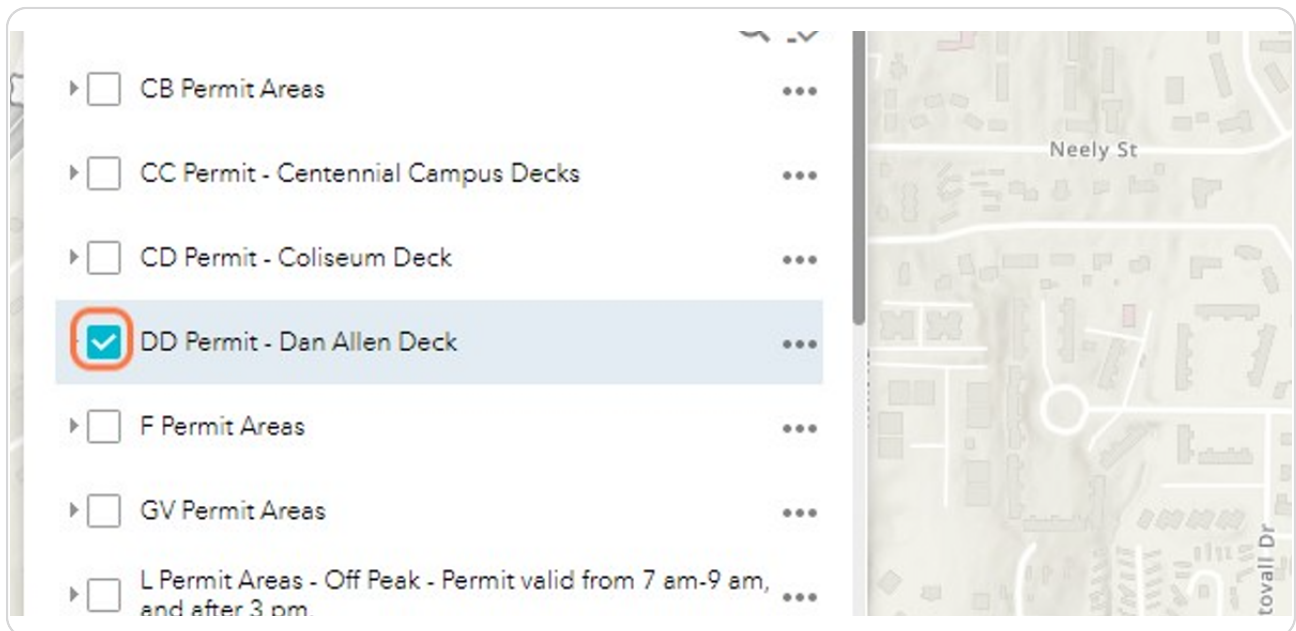 CB Permit Areas
CC Permit - Centennial Campus Decks
CD Permit - Coliseum Deck
DD Permit - Dan Allen Deck
F Permit Areas
GV Permit Areas
L Permit Areas - Off Peak - Permit valid from 7 am-9 am,
and after 3 pm.
Neely St
tovall Dr